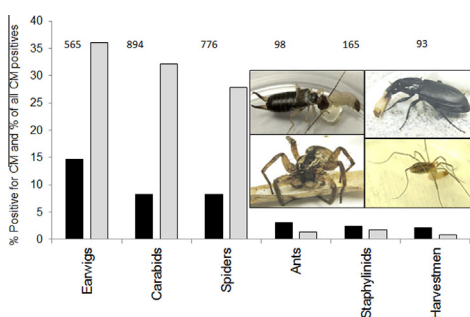 % Positive for CM and % of all CM positives
45
40
35
30
25
20
15
10
5
0
565 894 776 98 165 93
Earwigs
Carabids
Spiders
Ants
Staphylinids
Harvestmen